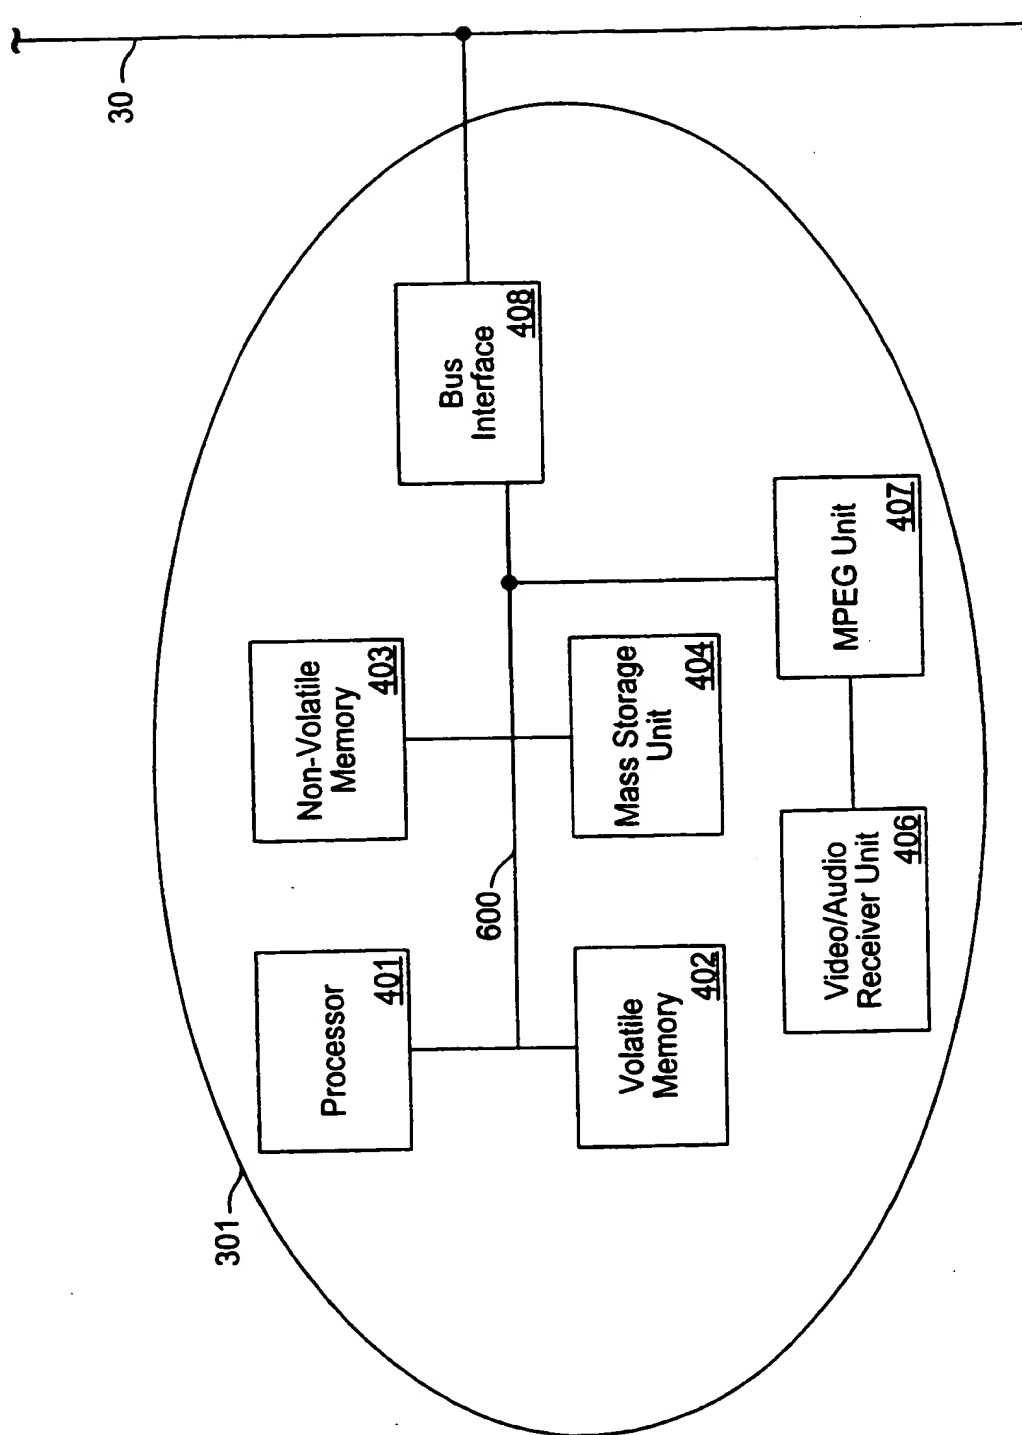 30
301
Processor
401
Non-Volatile
Memory
403
Bus
Interface
408
600
Volatile
Memory
402
Mass Storage
Unit
404
Video/Audio
Receiver Unit
406
MPEG Unit
407